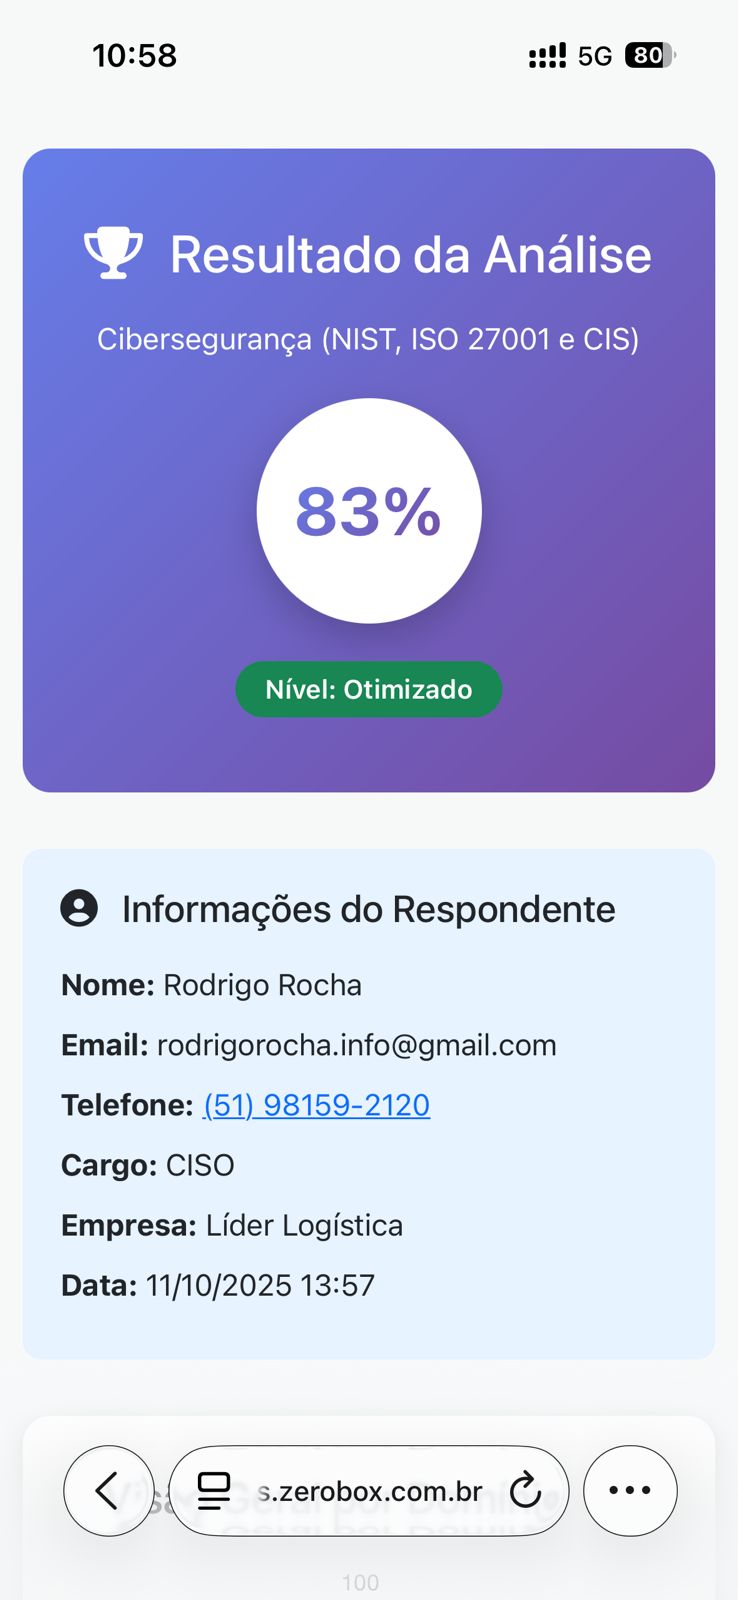 10:58
5G
80
Resultado da Análise
Cibersegurança (NIST, ISO 27001 e CIS)
83%
Nível: Otimizado
Informações do Respondente
Nome: Rodrigo Rocha
Email: rodrigorocha.info@gmail.com
Telefone: (51) 98159-2120
Cargo: CISO
Empresa: Líder Logística
Data: 11/10/2025 13:57
Geral por
s.zerobox.com.br
100